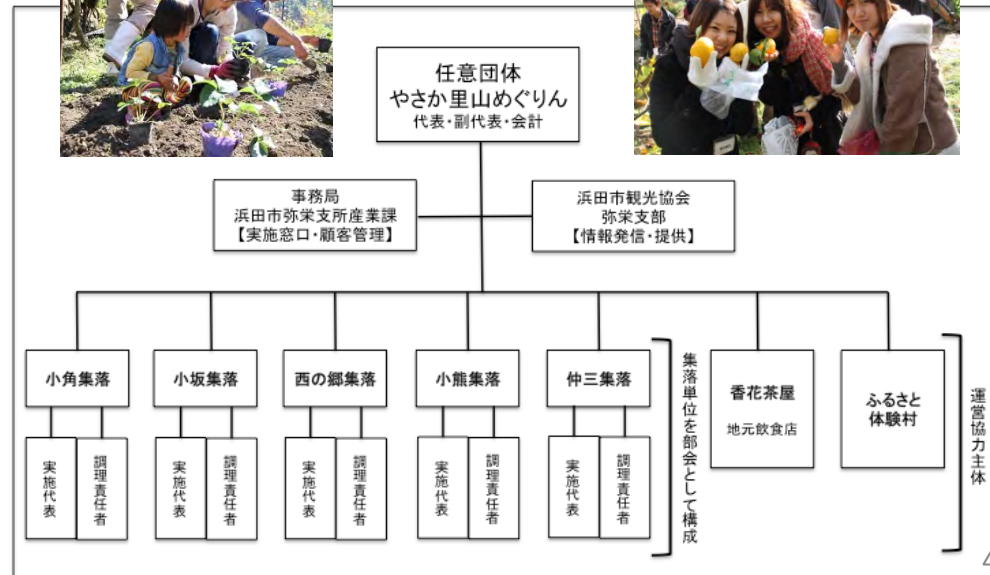 任意団体
やさか里山めぐりん
代表・副代表・会計
事務局
浜田市弥栄支所産業課
【実施窓口・顧客管理】
浜田市観光協会
弥栄支部
【情報発信・提供】
小角集落
小坂集落
西の郷集落
小熊集落
仲三集落
集落単位を部会として構成
香花茶屋
地元飲食店
ふるさと
体験村
運営協力主体
実施代表
調理責任者
実施代表
調理責任者
実施代表
調理責任者
実施代表
調理責任者
実施代表
調理責任者